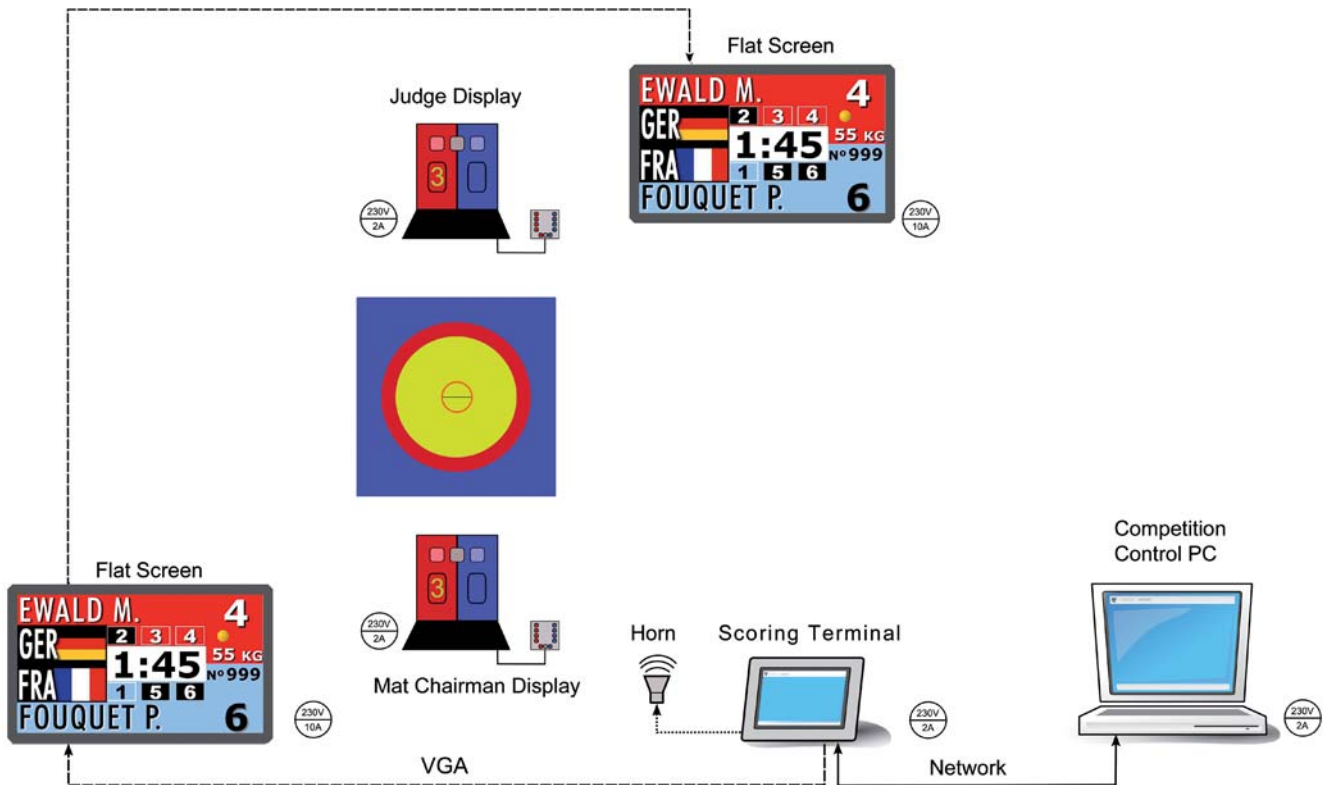 Flat Screen
EWALD M. 4
GER 2 3 4
1:45 55 KG
FRA Nº 999
1 5 6
FOUQUET P. 6
230V
10A
Judge Display
3
230V
2A
3
230V
2A
Mat Chairman Display
Flat Screen
EWALD M. 4
GER 2 3 4
1:45 55 KG
FRA Nº 999
1 5 6
FOUQUET P. 6
230V
10A
Horn
Scoring Terminal
230V
2A
Competition
Control PC
230V
2A
VGA
Network